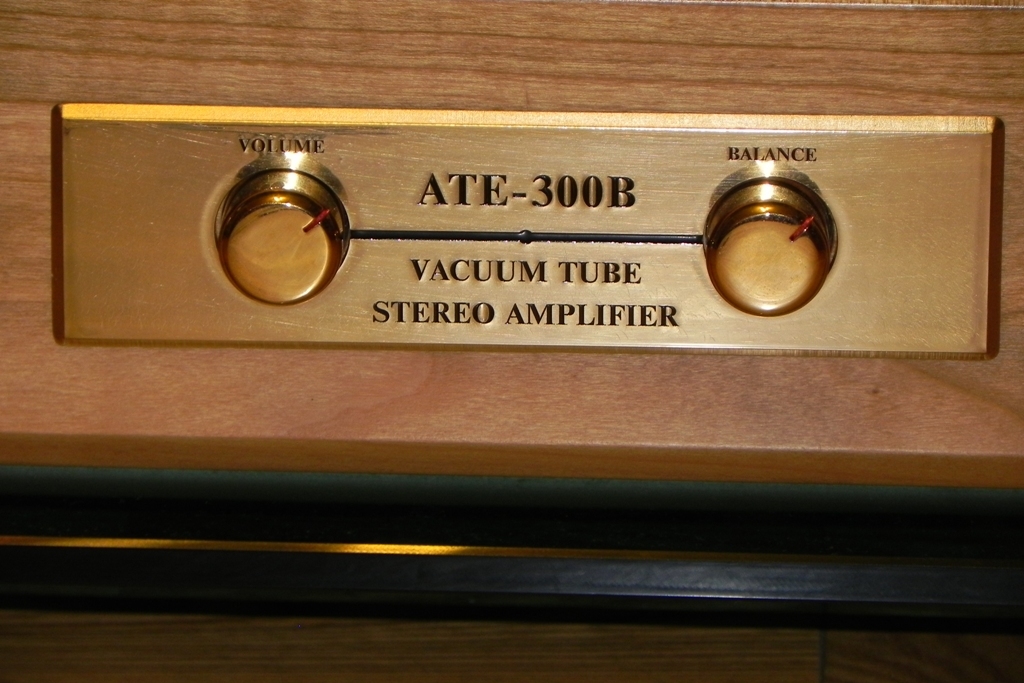 VOLUME
BALANCE
ATE-300B
VACUUM TUBE
STEREO AMPLIFIER